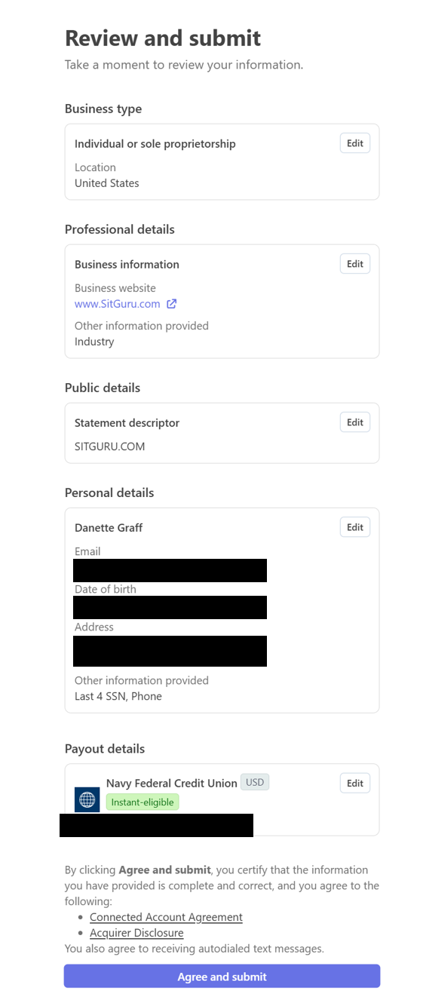 Review and submit
Take a moment to review your information.
Business type
Individual or sole proprietorship
Edit
Location
United States
Professional details
Business information
Edit
Business website
www.SitGuru.com
Other information provided
Industry
Public details
Statement descriptor
Edit
SITGURU.COM
Personal details
Danette Graff
Edit
Email
Date of birth
Address
Other information provided
Last 4 SSN, Phone
Payout details
Navy Federal Credit Union USD
Edit
Instant-eligible
By clicking Agree and submit, you certify that the information
you have provided is complete and correct, and you agree to the
following:
• Connected Account Agreement
• Acquirer Disclosure
You also agree to receiving autodialed text messages.
Agree and submit